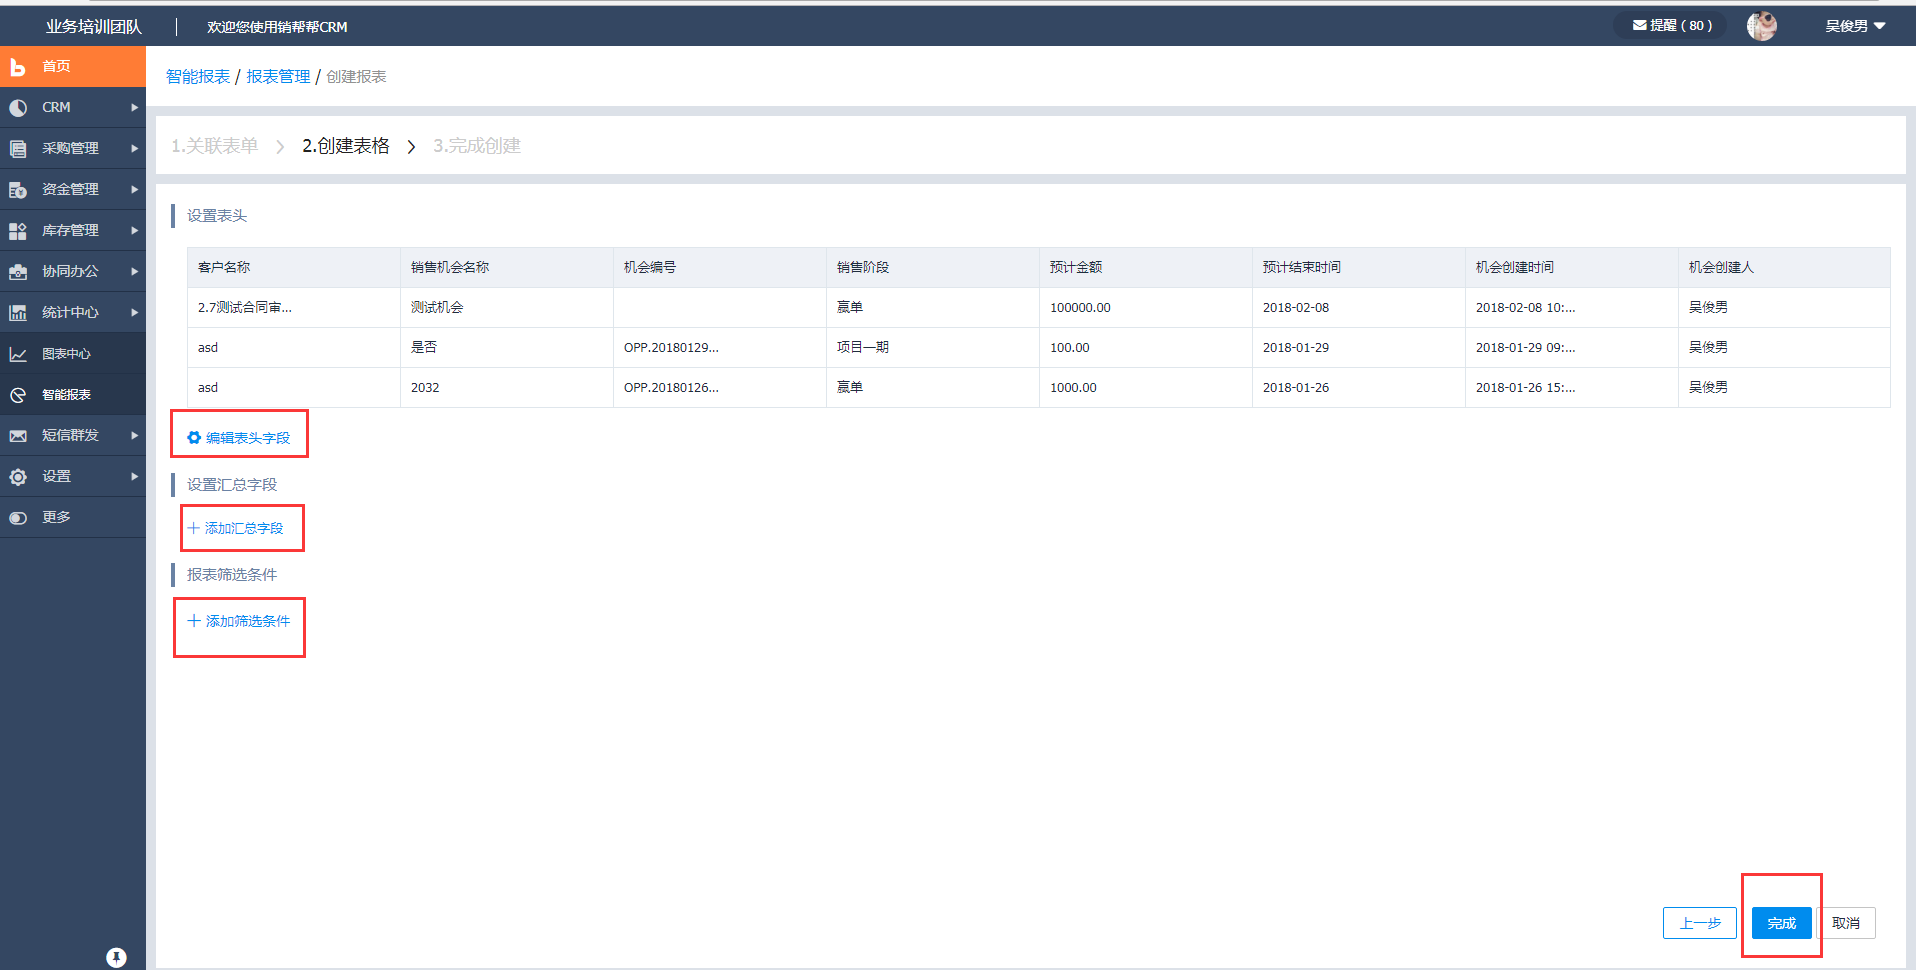 业务培训团队 | 欢迎您使用销帮帮CRM 提醒 ( 80 ) 吴俊男
首页
CRM
采购管理
资金管理
库存管理
协同办公
统计中心
图表中心
智能报表
短信群发
设置
更多
智能报表 / 报表管理 / 创建报表
1.关联表单 > 2.创建表格 > 3.完成创建
设置表头
客户名称 销售机会名称 机会编号 销售阶段 预计金额 预计结束时间 机会创建时间 机会创建人
2.7测试合同审... 测试机会 赢单 100000.00 2018-02-08 2018-02-08 10:... 吴俊男
asd 是否 OPP.20180129... 项目一期 100.00 2018-01-29 2018-01-29 09:... 吴俊男
asd 2032 OPP.20180126... 赢单 1000.00 2018-01-26 2018-01-26 15:... 吴俊男
编辑表头字段
设置汇总字段
+ 添加汇总字段
报表筛选条件
+ 添加筛选条件
上一步 完成 取消